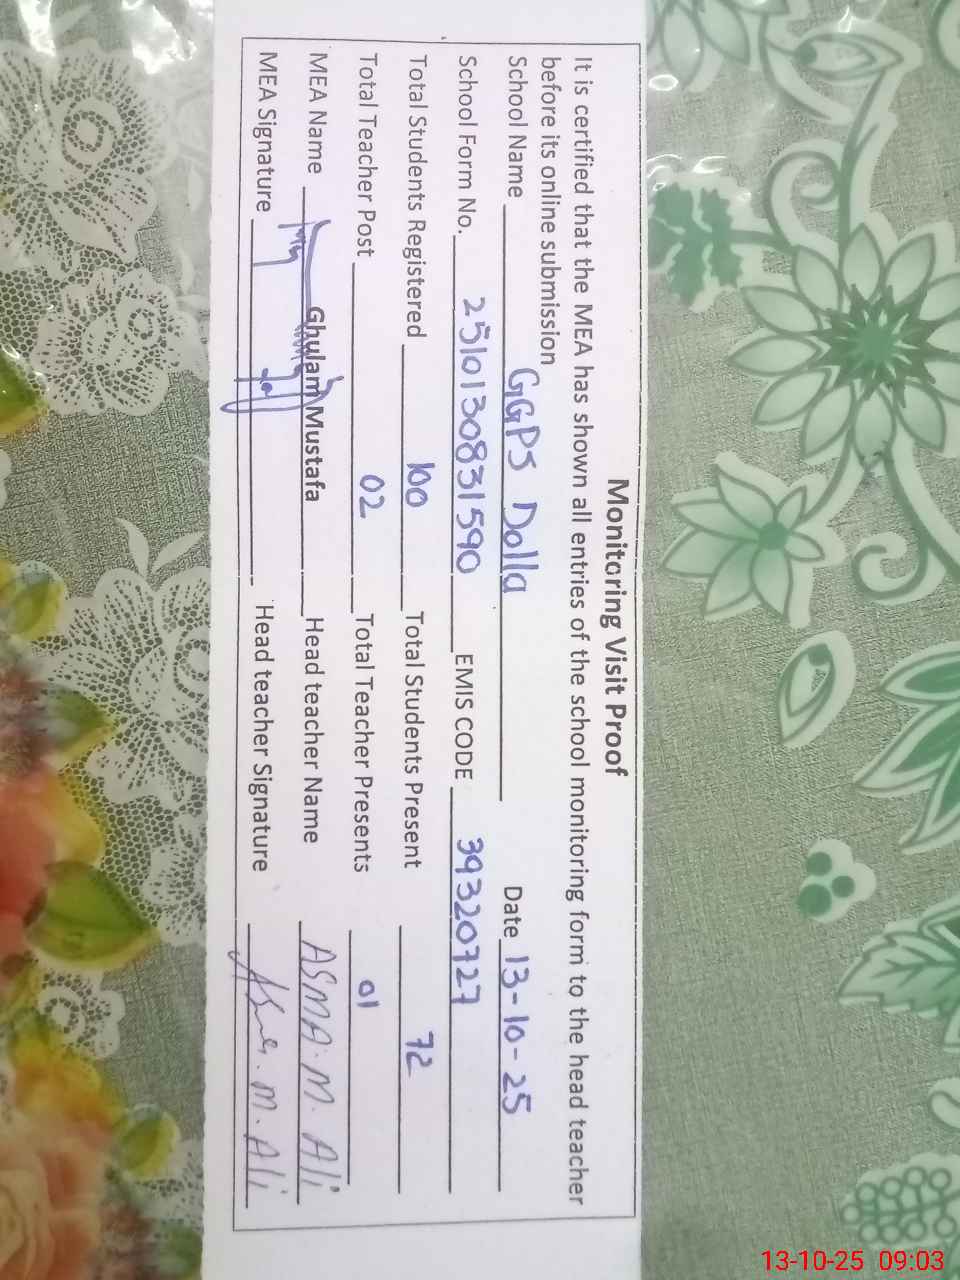 Monitoring Visit Proof
It is certified that the MEA has shown all entries of the school monitoring form to the head teacher
before its online submission
School Name GGPS Dolla Date 13-10-25
School Form No. 2510130831590 EMIS CODE 39320727
Total Students Registered 100 Total Students Present 72
Total Teacher Post 02 Total Teacher Presents 01
MEA Name Ghulam Mustafa Head teacher Name ASMA. M. Ali
MEA Signature Head teacher Signature Asma. M. Ali
13-10-25 09:03